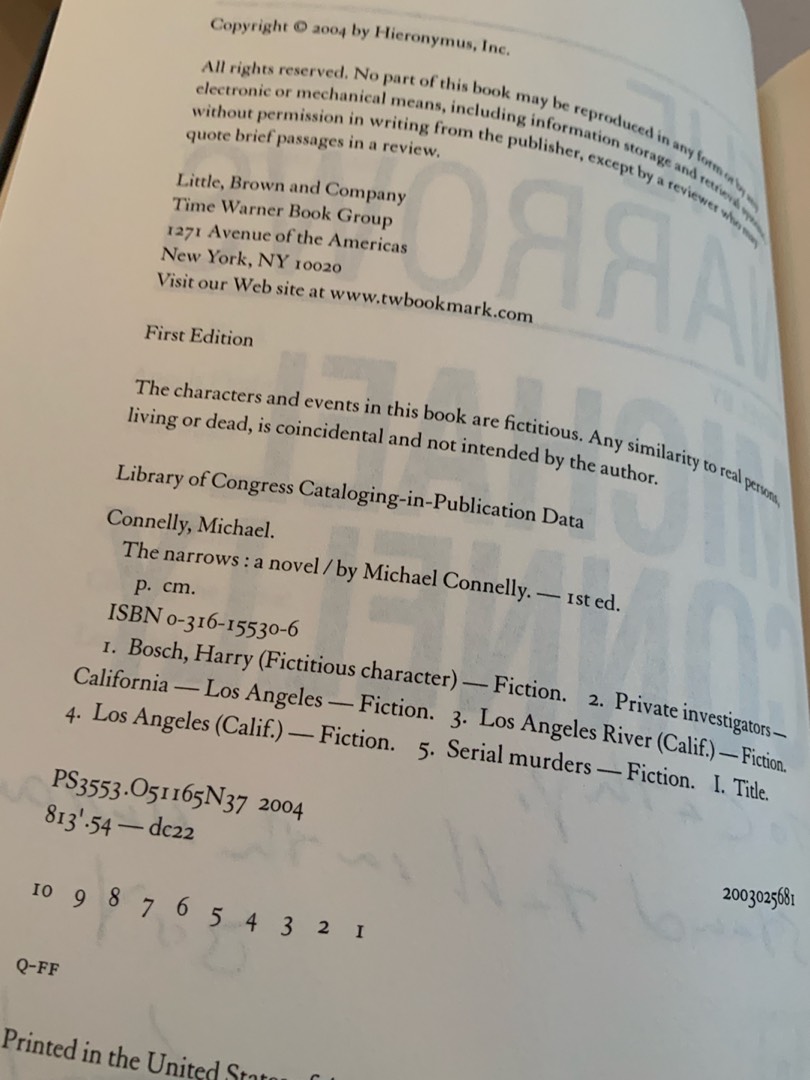 Copyright © 2004 by Hieronymus, Inc.
All rights reserved. No part of this book may be reproduced in any form or by any
electronic or mechanical means, including information storage and retrieval systems,
without permission in writing from the publisher, except by a reviewer who may
quote brief passages in a review.
Little, Brown and Company
Time Warner Book Group
1271 Avenue of the Americas
New York, NY 10020
Visit our Web site at www.twbookmark.com
First Edition
The characters and events in this book are fictitious. Any similarity to real persons,
living or dead, is coincidental and not intended by the author.
Library of Congress Cataloging-in-Publication Data
Connelly, Michael.
The narrows : a novel / by Michael Connelly. — 1st ed.
p. cm.
ISBN 0-316-15530-6
1. Bosch, Harry (Fictitious character) — Fiction. 2. Private investigators —
California — Los Angeles — Fiction. 3. Los Angeles River (Calif.) — Fiction.
4. Los Angeles (Calif.) — Fiction. 5. Serial murders — Fiction. I. Title.
PS3553.O51165N37 2004
813'.54 — dc22
2003025681
10 9 8 7 6 5 4 3 2 1
Q-FF
Printed in the United States